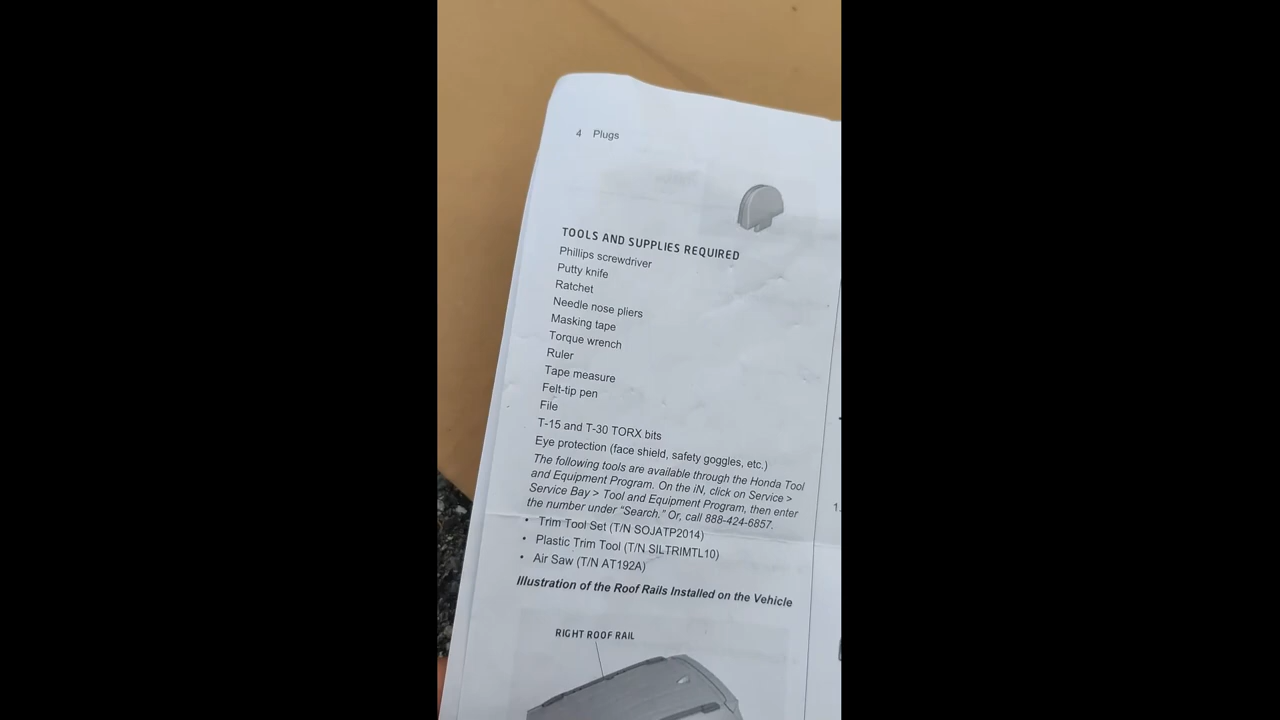 4 Plugs
TOOLS AND SUPPLIES REQUIRED
Phillips screwdriver
Putty knife
Ratchet
Needle nose pliers
Masking tape
Torque wrench
Ruler
Tape measure
Felt-tip pen
File
T-15 and T-30 TORX bits
Eye protection (face shield, safety goggles, etc.)
The following tools are available through the Honda Tool
and Equipment Program. On the iN, click on Service >
Service Bay > Tool and Equipment Program, then enter
the number under “Search.” Or, call 888-424-6857.
• Trim Tool Set (T/N SOJATP2014)
• Plastic Trim Tool (T/N SILTRIMTL10)
• Air Saw (T/N AT192A)
Illustration of the Roof Rails Installed on the Vehicle
RIGHT ROOF RAIL
1.